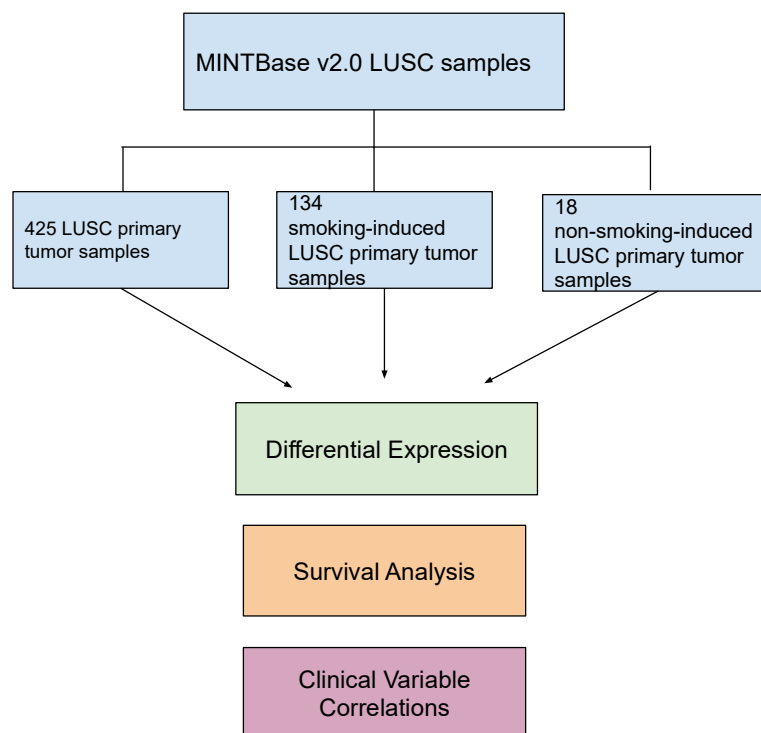 MINTBase v2.0 LUSC samples
425 LUSC primary
tumor samples
134
smoking-induced
LUSC primary tumor
samples
18
non-smoking-induced
LUSC primary tumor
samples
Differential Expression
Survival Analysis
Clinical Variable
Correlations